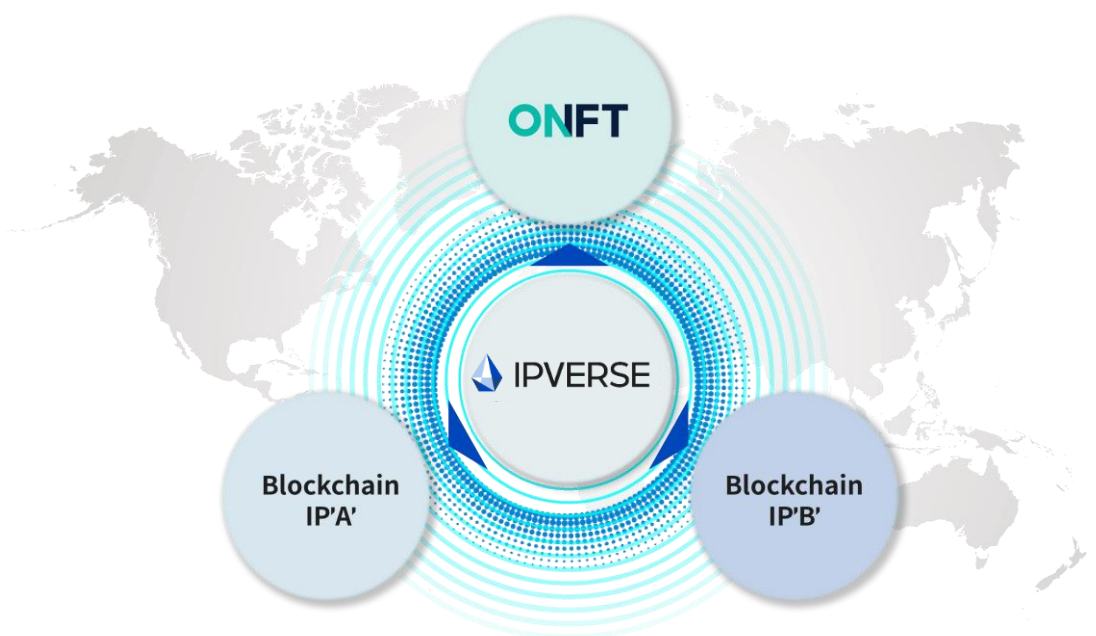 ONFT
IPVERSE
Blockchain
IP'A'
Blockchain
IP'B'